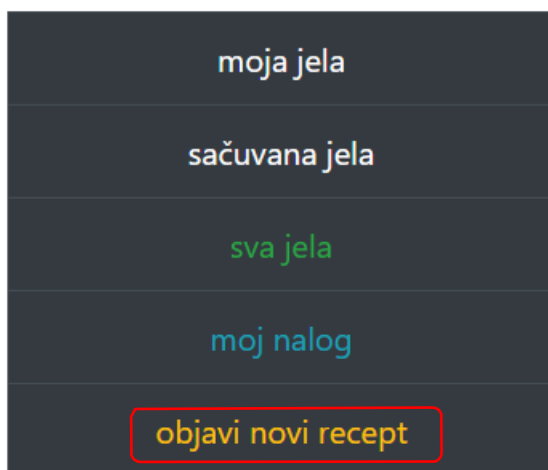 moja jela
sačuvana jela
sva jela
moj nalog
objavi novi recept